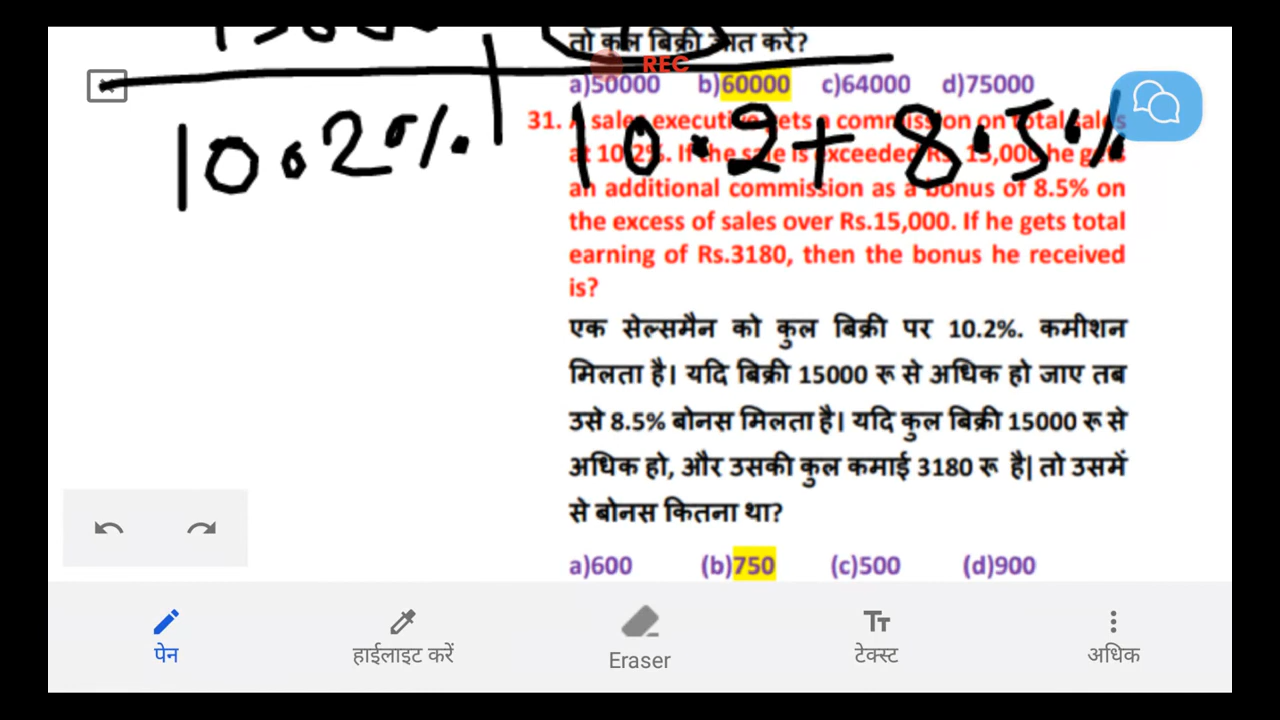 तो कुल बिक्री ज्ञात करें?
REC
a)50000 b)60000 c)64000 d)75000
10.2% 10.2+8.5%
31. A sales executive gets a commission on total sales
at 10.2%. If the sale is exceeded Rs. 15,000 he gets
an additional commission as a bonus of 8.5% on
the excess of sales over Rs.15,000. If he gets total
earning of Rs.3180, then the bonus he received
is?
एक सेल्समैन को कुल बिक्री पर 10.2%. कमीशन
मिलता है। यदि बिक्री 15000 रू से अधिक हो जाए तब
उसे 8.5% बोनस मिलता है। यदि कुल बिक्री 15000 रू से
अधिक हो, और उसकी कुल कमाई 3180 रू है| तो उसमें
से बोनस कितना था?
a)600 (b)750 (c)500 (d)900
पेन हाईलाइट करें Eraser टेक्स्ट अधिक